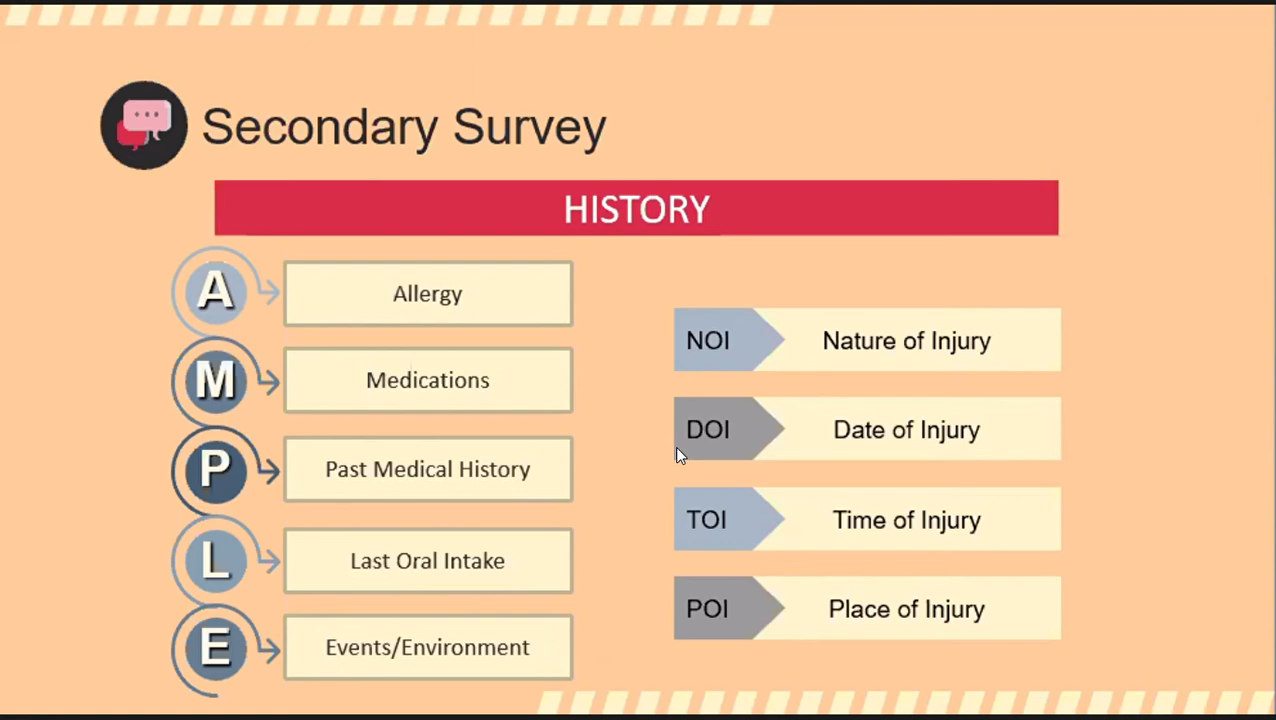 Secondary Survey
HISTORY
A
Allergy
M
Medications
P
Past Medical History
L
Last Oral Intake
E
Events/Environment
NOI
Nature of Injury
DOI
Date of Injury
TOI
Time of Injury
POI
Place of Injury